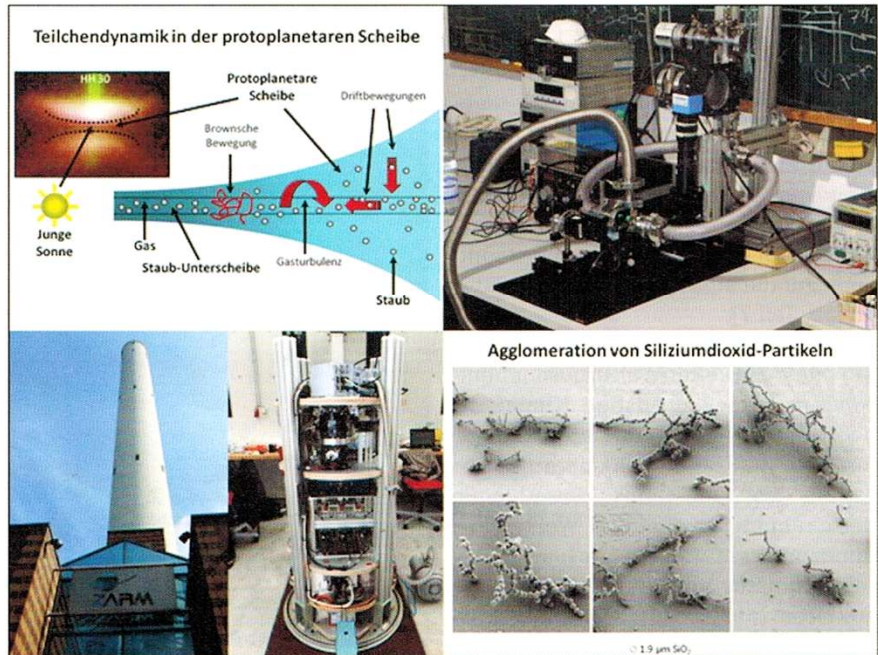 Teilchendynamik in der protoplanetaren Scheibe
HH 30
Protoplanetare
Scheibe
Driftbewegungen
Brownsche
Bewegung
Junge
Sonne
Gas
Staub-Unterscheibe
Gasturbulenz
Staub
ZARM
Agglomeration von Siliziumdioxid-Partikeln
1.9 µm SiO₂